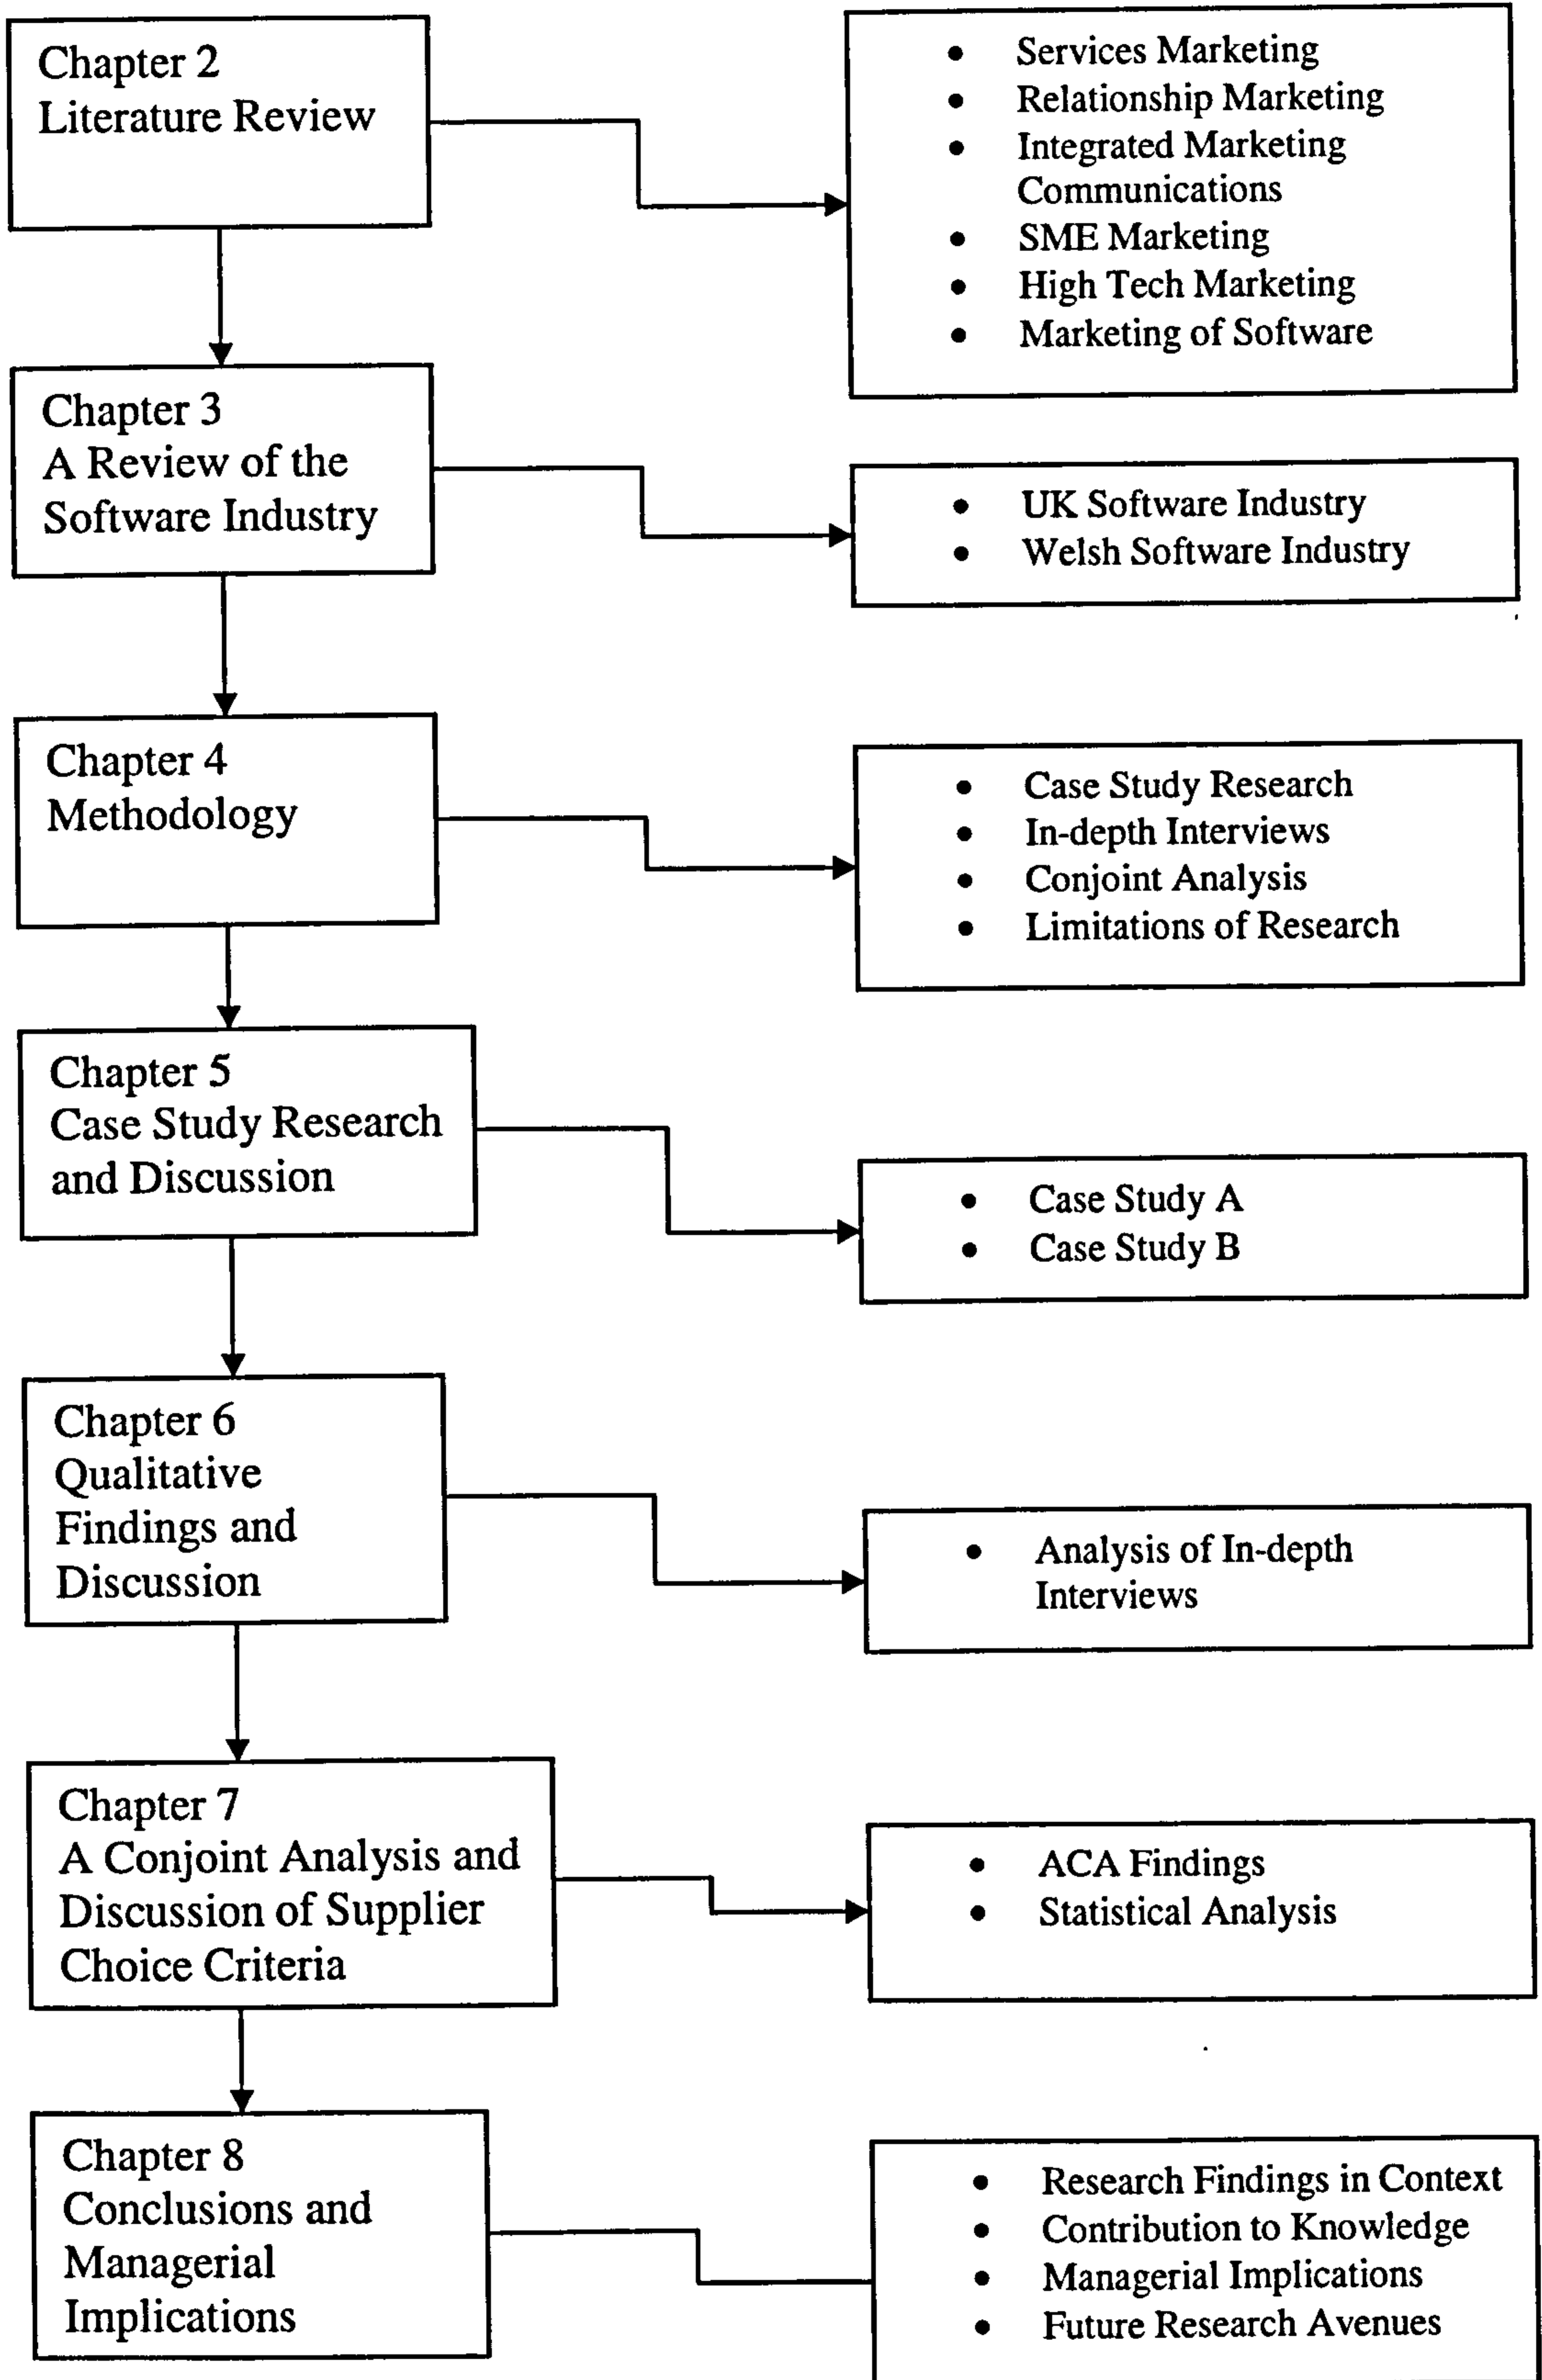 Chapter 2
Literature Review
• Services Marketing
• Relationship Marketing
• Integrated Marketing
Communications
• SME Marketing
• High Tech Marketing
• Marketing of Software
Chapter 3
A Review of the
Software Industry
• UK Software Industry
• Welsh Software Industry
Chapter 4
Methodology
• Case Study Research
• In-depth Interviews
• Conjoint Analysis
• Limitations of Research
Chapter 5
Case Study Research
and Discussion
• Case Study A
• Case Study B
Chapter 6
Qualitative
Findings and
Discussion
• Analysis of In-depth
Interviews
Chapter 7
A Conjoint Analysis and
Discussion of Supplier
Choice Criteria
• ACA Findings
• Statistical Analysis
Chapter 8
Conclusions and
Managerial
Implications
• Research Findings in Context
• Contribution to Knowledge
• Managerial Implications
• Future Research Avenues